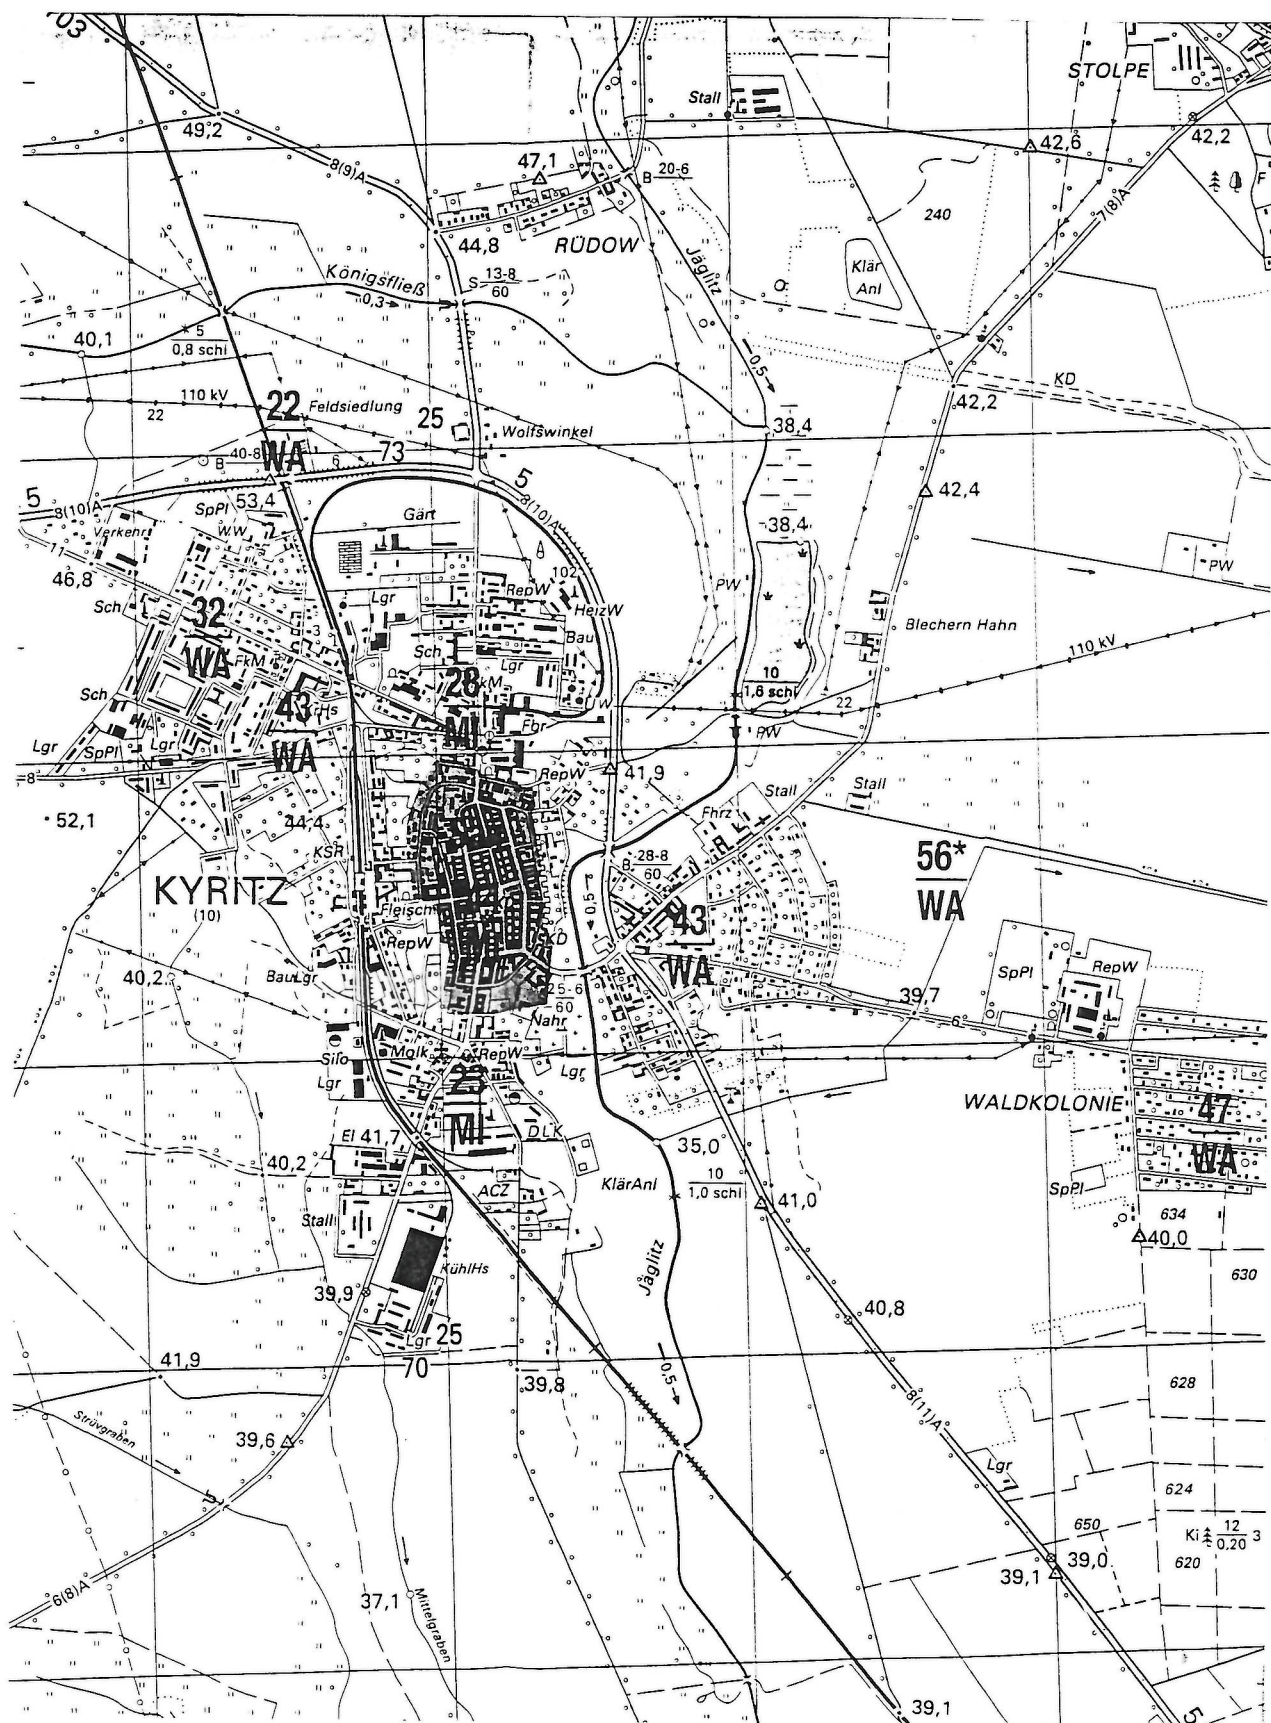 03
STOLPE
Stall
49,2
42,6
42,2
8(9)A
47,1
B 20-6
F
7(8)A
240
44,8
RÜDOW
Jäglitz
Klär
Anl
Königsfließ
S 13-8
60
0,3
40,1
5
0,8 schl
0,5
KD
42,2
110 kV
22
22
WA
Feldsiedlung
25
Wolfswinkel
38,4
B 40-8
6
73
5
5
8(10)A
53,4
8(10)A
42,4
SpPl
Verkehr
WW
Gärt
38,4
11
46,8
102
PW
PW
Sch
Lgr
RepW
HeizW
32
WA
3
Bau
Blechern Hahn
Sch
Lgr
FkM
28
MI
110 kV
10
1,6 schl
Sch
43
WA
22
Lgr
SpPl
Lgr
Fbr
PW
8
RepW
41,9
Stall
Stall
52,1
44,4
Fhrz
KSR
B 28-8
60
56*
WA
KYRITZ
(10)
0,5
Fleisch
43
WA
RepW
KD
SpPl
RepW
40,2
BauLgr
25-6
60
39,7
6
Nahr
Silo
Molk
RepW
Lgr
Lgr
23
MI
WALDKOLONIE
47
WA
El 41,7
DLK
35,0
40,2
KlärAnl
10
1,0 schl
ACZ
41,0
SpPl
Stall
634
40,0
Jäglitz
KühlHs
630
39,9
40,8
Lgr
25
70
41,9
39,8
0,5
628
8(11)A
Strüvgraben
39,6
Lgr
624
650
Ki 12
0,20 3
39,0
620
39,1
6(8)A
37,1
Mittelgraben
39,1
5